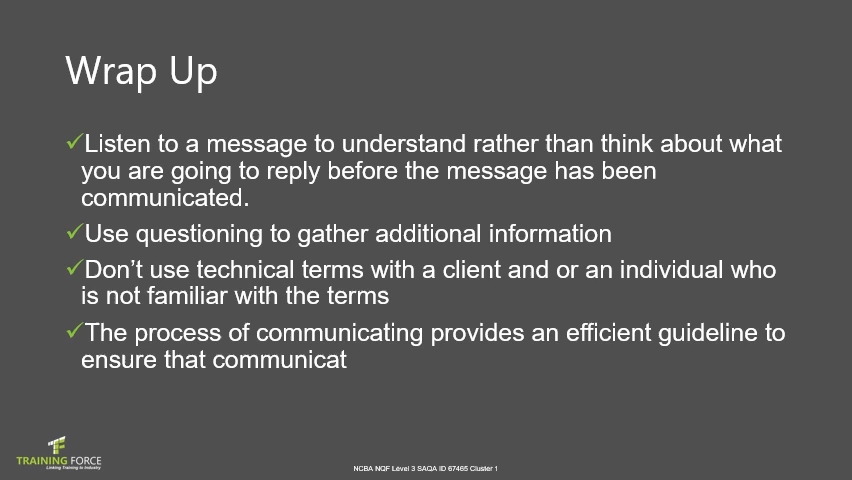 Wrap Up
Listen to a message to understand rather than think about what
you are going to reply before the message has been
communicated.
Use questioning to gather additional information
Don’t use technical terms with a client and or an individual who
is not familiar with the terms
The process of communicating provides an efficient guideline to
ensure that communicat
TRAINING FORCE
Linking Training to Industry
NCBA NQF Level 3 SAQA ID 67465 Cluster 1